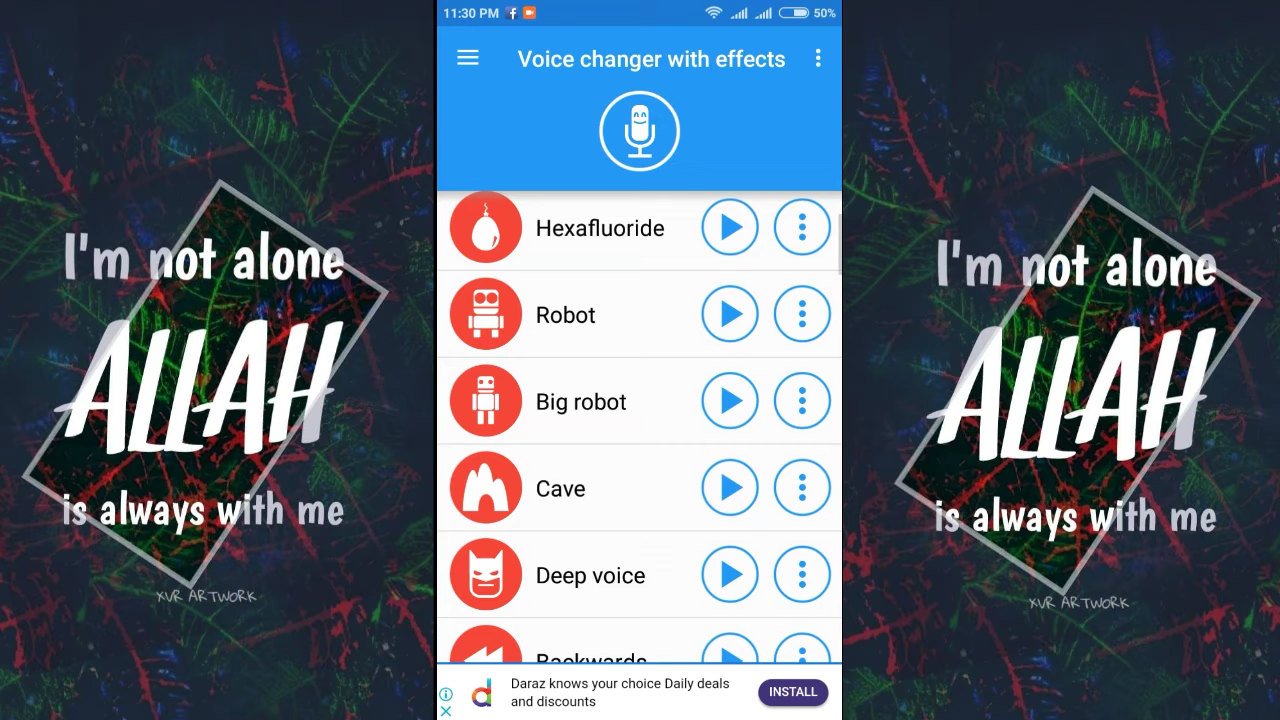 I'm not alone
ALLAH
is always with me
XVR ARTWORK
11:30 PM
50%
Voice changer with effects
Hexafluoride
Robot
Big robot
Cave
Deep voice
Backwards
Daraz knows your choice Daily deals
and discounts
INSTALL
I'm not alone
ALLAH
is always with me
XVR ARTWORK